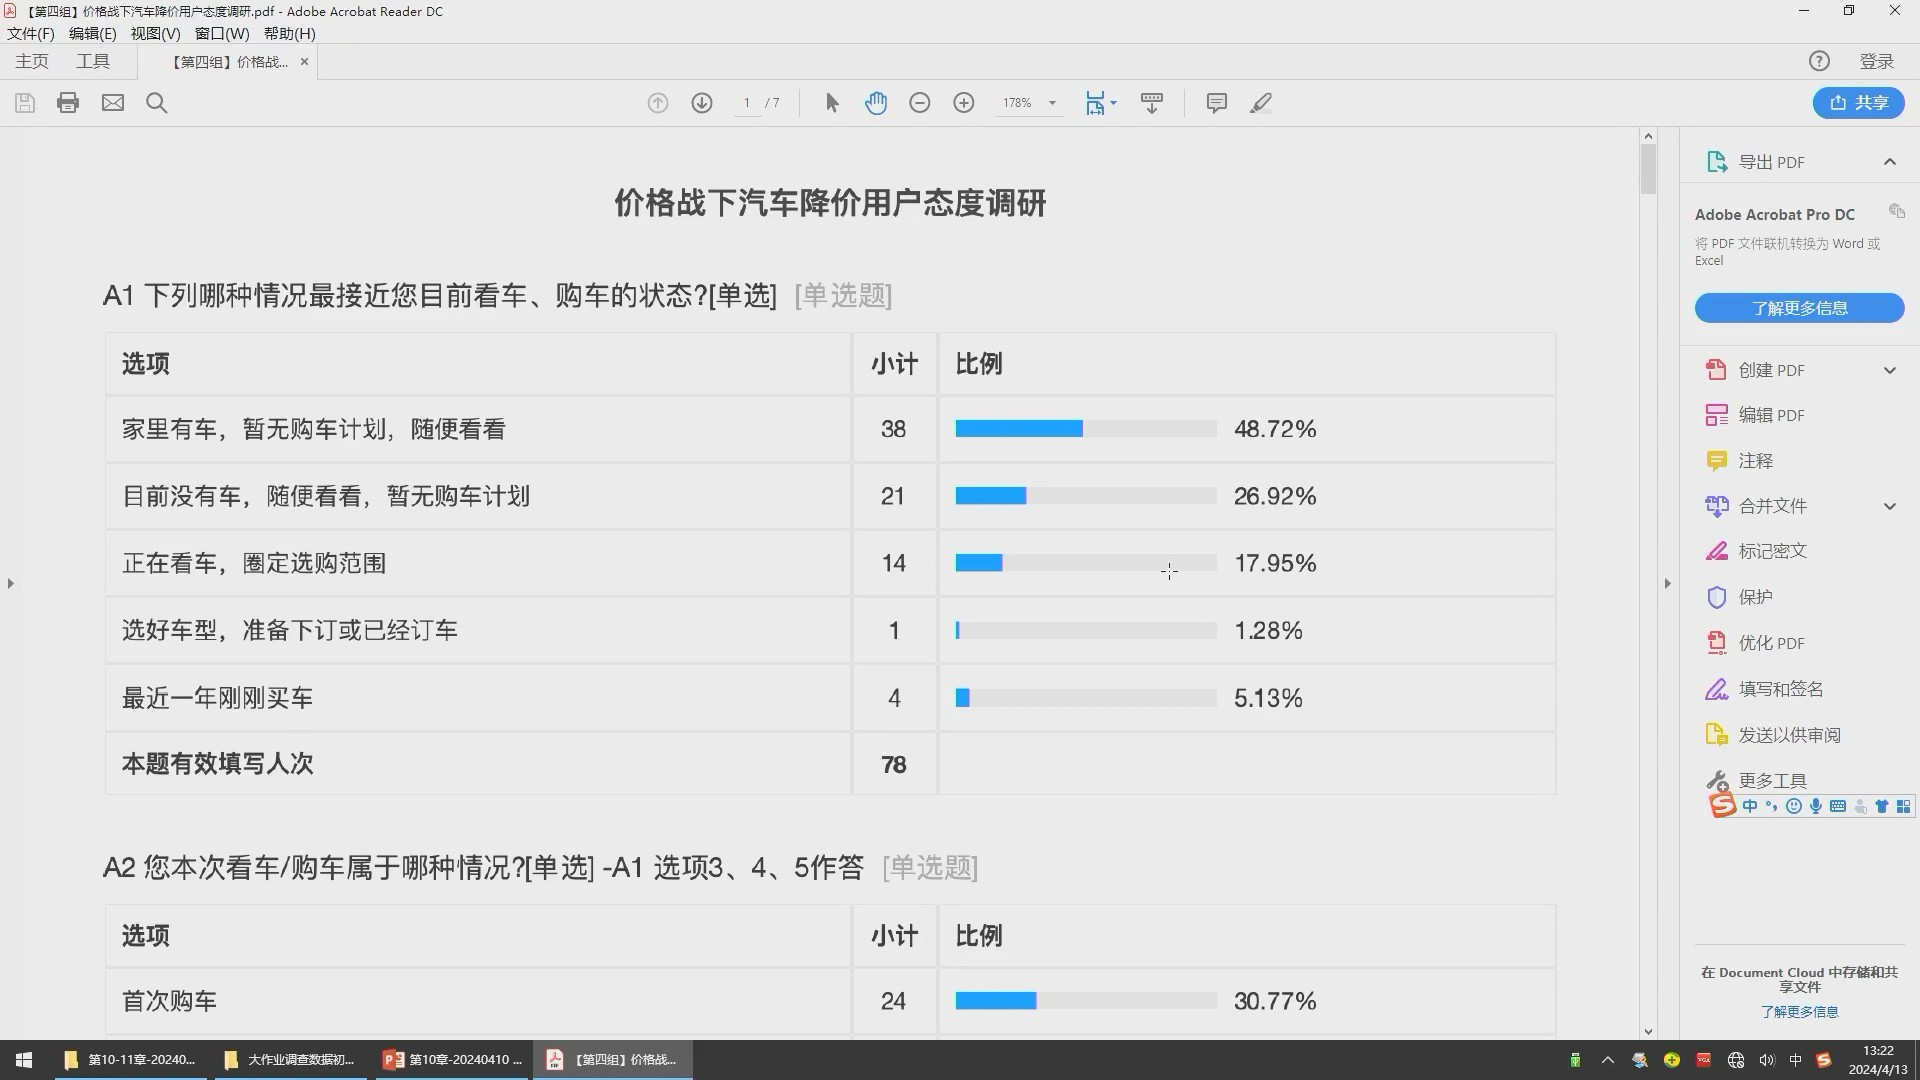 【第四组】价格战下汽车降价用户态度调研.pdf - Adobe Acrobat Reader DC
文件(F) 编辑(E) 视图(V) 窗口(W) 帮助(H)
主页 工具 【第四组】价格战... × 登录
1 / 7 178% 共享
导出 PDF
价格战下汽车降价用户态度调研
Adobe Acrobat Pro DC
将 PDF 文件联机转换为 Word 或
Excel
了解更多信息
A1 下列哪种情况最接近您目前看车、购车的状态?[单选] [单选题]
选项 小计 比例
家里有车，暂无购车计划，随便看看 38 48.72%
目前没有车，随便看看，暂无购车计划 21 26.92%
正在看车，圈定选购范围 14 17.95%
选好车型，准备下订或已经订车 1 1.28%
最近一年刚刚买车 4 5.13%
本题有效填写人次 78
A2 您本次看车/购车属于哪种情况?[单选] -A1 选项3、4、5作答 [单选题]
选项 小计 比例
首次购车 24 30.77%
创建 PDF
编辑 PDF
注释
合并文件
标记密文
保护
优化 PDF
填写和签名
发送以供审阅
更多工具
中
在 Document Cloud 中存储和共
享文件
了解更多信息
第10-11章-20240... 大作业调查数据初... 第10章-20240410 ... 【第四组】价格战... 中 13:22
2024/4/13